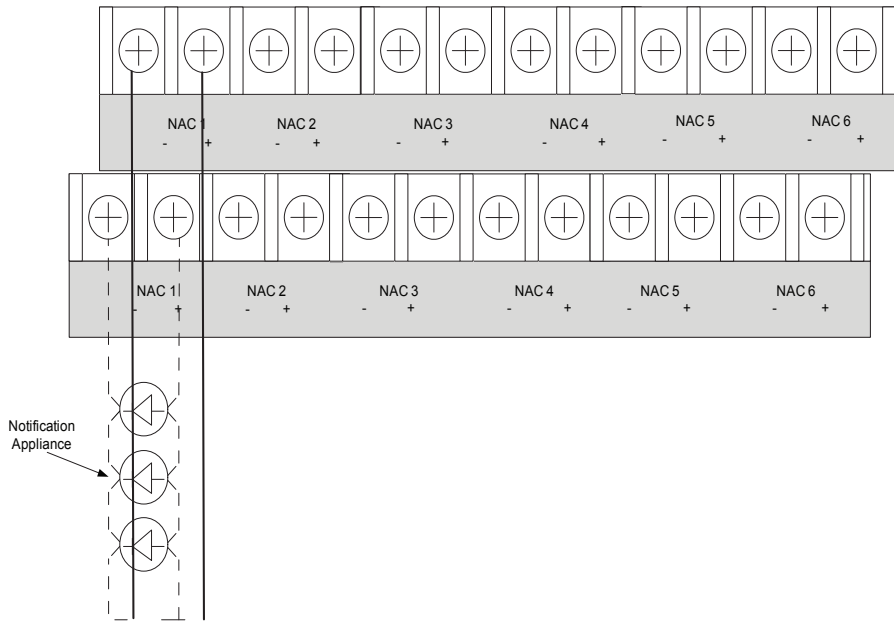 NAC 1 NAC 2 NAC 3 NAC 4 NAC 5 NAC 6
- + - + - + - + - + - +
NAC 1 NAC 2 NAC 3 NAC 4 NAC 5 NAC 6
- + - + - + - + - + - +
Notification
Appliance